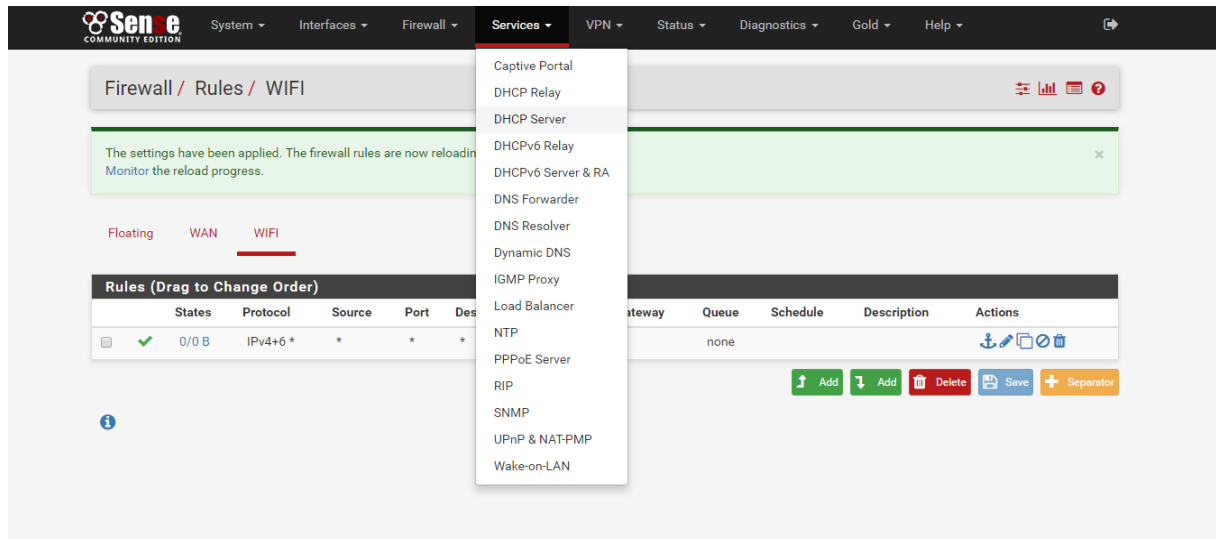 Sense
COMMUNITY EDITION
System Interfaces Firewall Services VPN Status Diagnostics Gold Help
Captive Portal
DHCP Relay
DHCP Server
DHCPv6 Relay
DHCPv6 Server & RA
DNS Forwarder
DNS Resolver
Dynamic DNS
IGMP Proxy
Load Balancer
NTP
PPPoE Server
RIP
SNMP
UPnP & NAT-PMP
Wake-on-LAN
Firewall / Rules / WIFI
The settings have been applied. The firewall rules are now reloadin
Monitor the reload progress.
×
Floating WAN WIFI
Rules (Drag to Change Order)
States Protocol Source Port Des ateway Queue Schedule Description Actions
0/0 B IPv4+6 * * * * none
Add Add Delete Save Separator